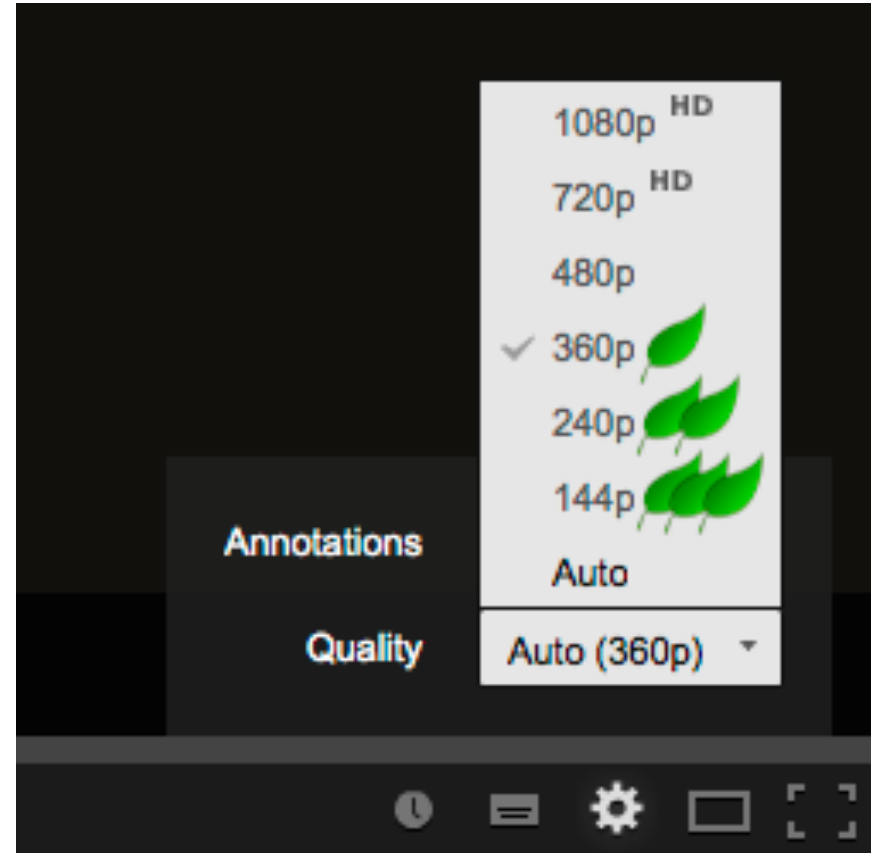 1080p HD
720p HD
480p
360p
240p
144p
Auto
Annotations
Quality
Auto (360p)